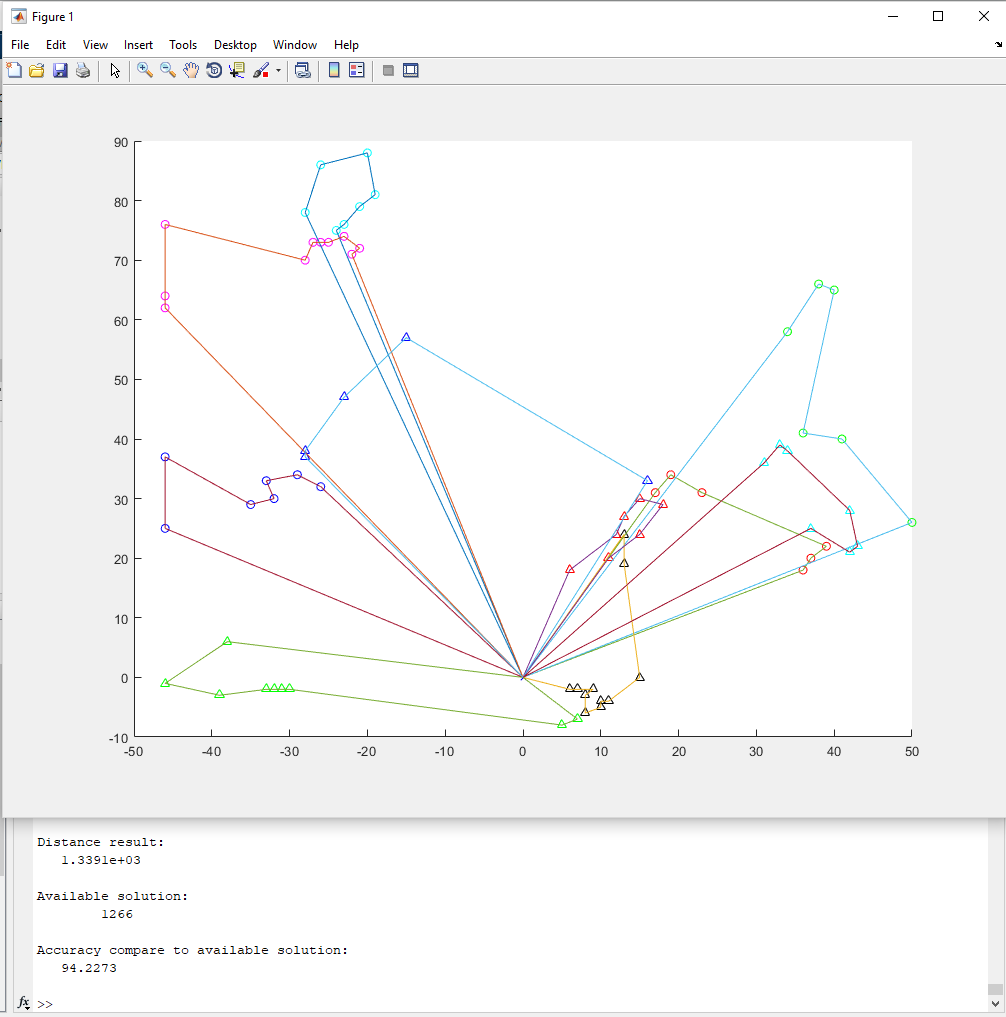 Figure 1
File Edit View Insert Tools Desktop Window Help
90
80
70
60
50
40
30
20
10
0
-10
-50 -40 -30 -20 -10 0 10 20 30 40 50
Distance result:
1.3391e+03
Available solution:
1266
Accuracy compare to available solution:
94.2273
fx >>